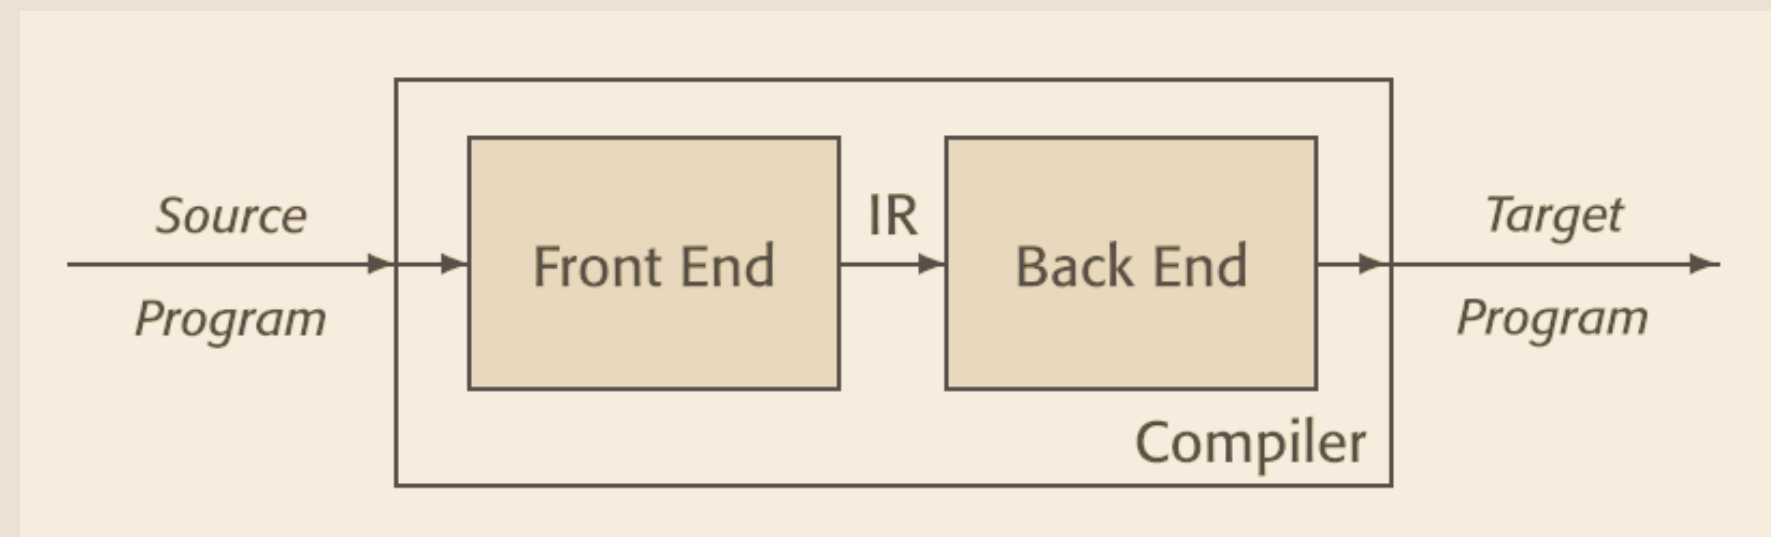 Source
Program
Front End
IR
Back End
Target
Program
Compiler